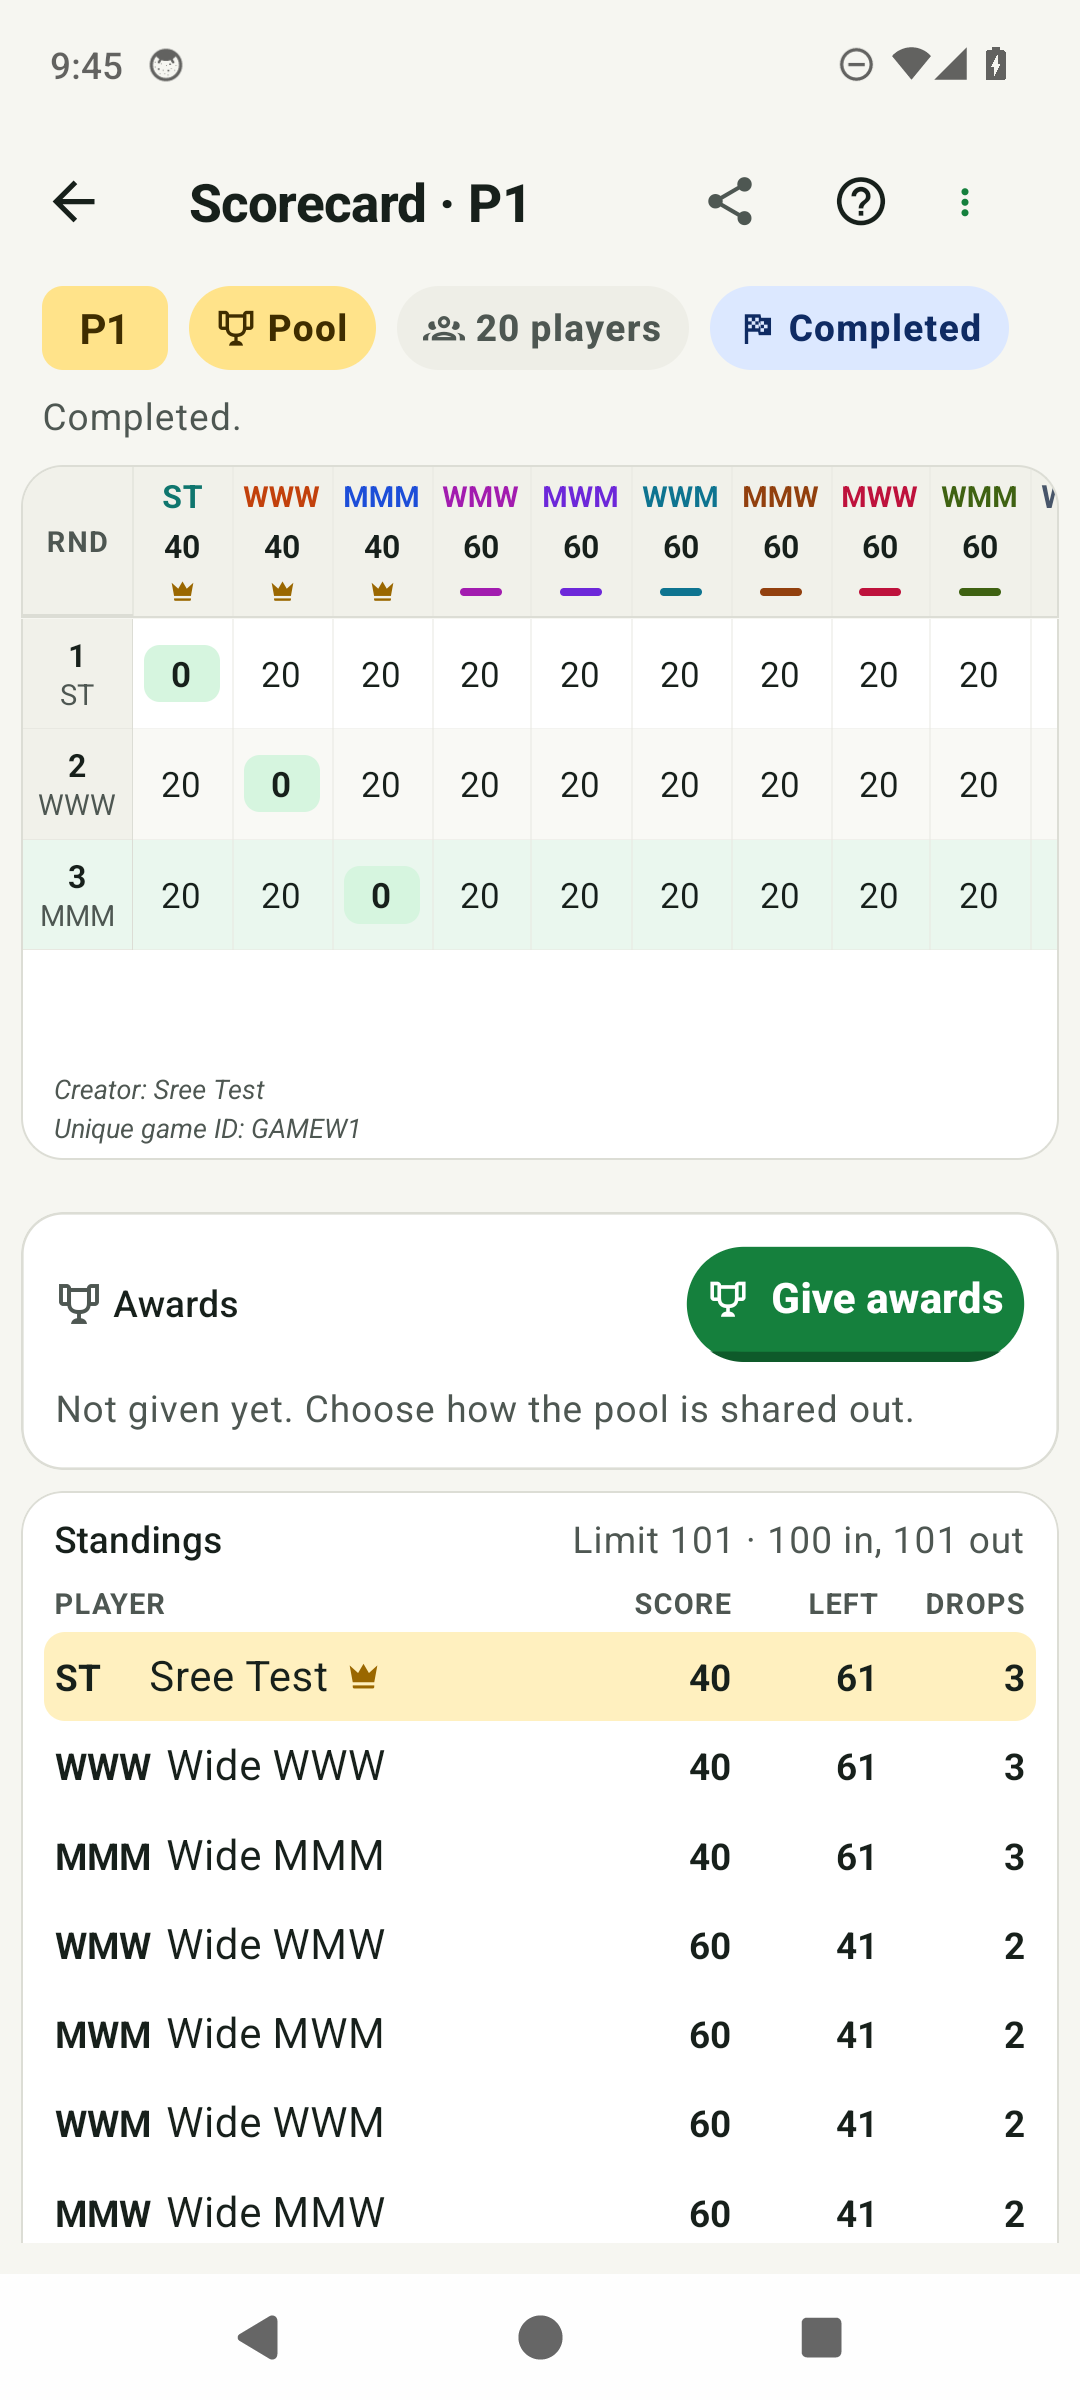 9:45
Scorecard · P1
P1 Pool 20 players Completed
Completed.
RND ST WWW MMM WMW MWM WWM MMW MWW WMM
40 40 40 60 60 60 60 60 60
1 ST 0 20 20 20 20 20 20 20 20
2 WWW 20 0 20 20 20 20 20 20 20
3 MMM 20 20 0 20 20 20 20 20 20
Creator: Sree Test
Unique game ID: GAMEW1
Awards Give awards
Not given yet. Choose how the pool is shared out.
Standings Limit 101 · 100 in, 101 out
PLAYER SCORE LEFT DROPS
ST Sree Test 40 61 3
WWW Wide WWW 40 61 3
MMM Wide MMM 40 61 3
WMW Wide WMW 60 41 2
MWM Wide MWM 60 41 2
WWM Wide WWM 60 41 2
MMW Wide MMW 60 41 2